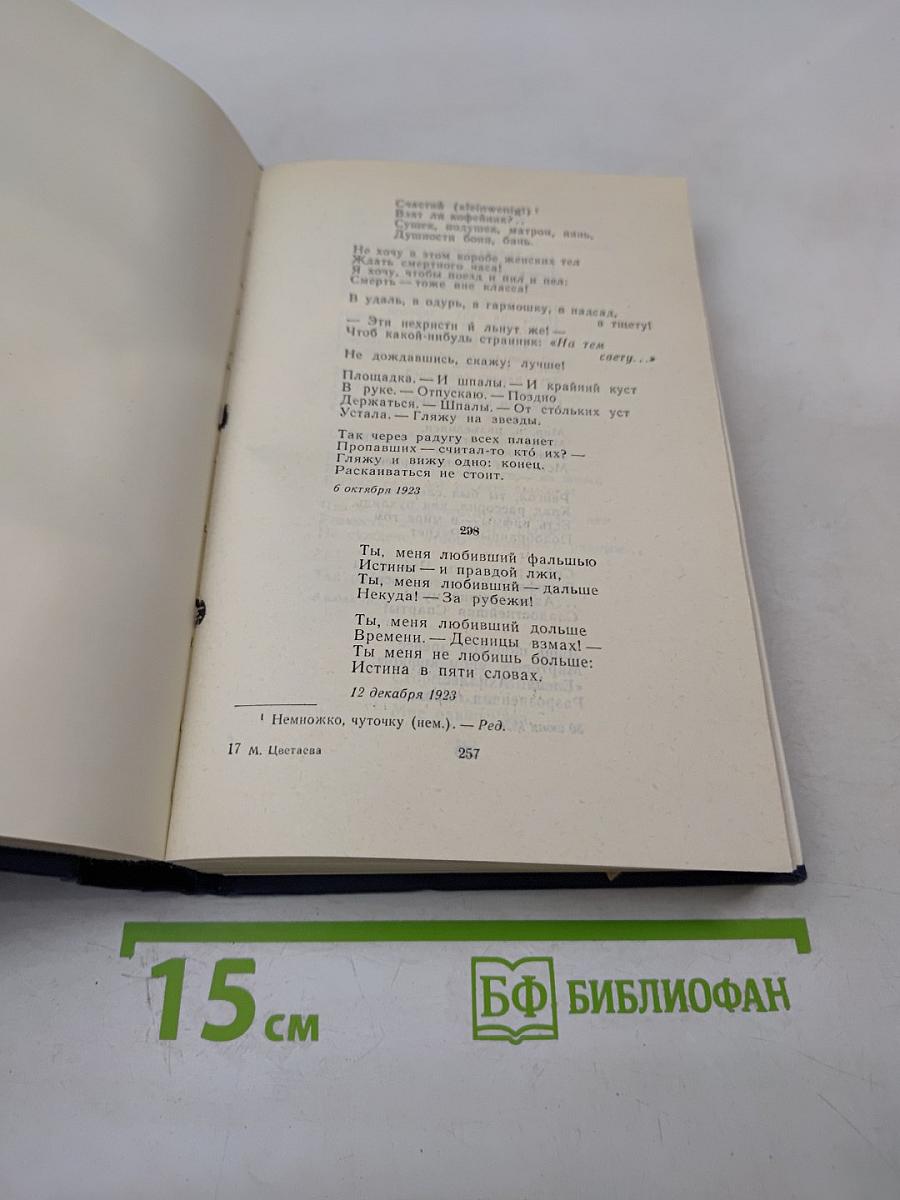 Счастий (kleinwenig!) ¹
Взят ли кофейник?..
Сушек, подушек, матрон, нянь,
Душности бонн, бань.
Не хочу в этом коробе женских тел
Ждать смертного часа!
Я хочу, чтобы поезд и пил и пел:
Смерть — тоже вне класса!
В удаль, в одурь, в гармошку, в надсад,
в тщету!
— Эти нехристи и льнут же! —
Чтоб какой-нибудь странник: «На тем
свету...»
Не дождавшись, скажу: лучше!
Площадка. — И шпалы. — И крайний куст
В руке. — Отпускаю. — Поздно
Держаться. — Шпалы. — От сто́льких уст
Устала. — Гляжу на звезды.
Так через радугу всех планет
Пропавших — считал-то кто́ их? —
Гляжу и вижу одно: конец.
Раскаиваться не стоит.
6 октября 1923
298
Ты, меня любивший фальшью
Истины — и правдой лжи,
Ты, меня любивший — дальше
Некуда! — За рубежи!
Ты, меня любивший дольше
Времени. — Десницы взмах! —
Ты меня не любишь больше:
Истина в пяти словах.
12 декабря 1923
¹ Немножко, чуточку (нем.). — Ред.
17 М. Цветаева
257
15 см
БФ БИБЛИОФАН